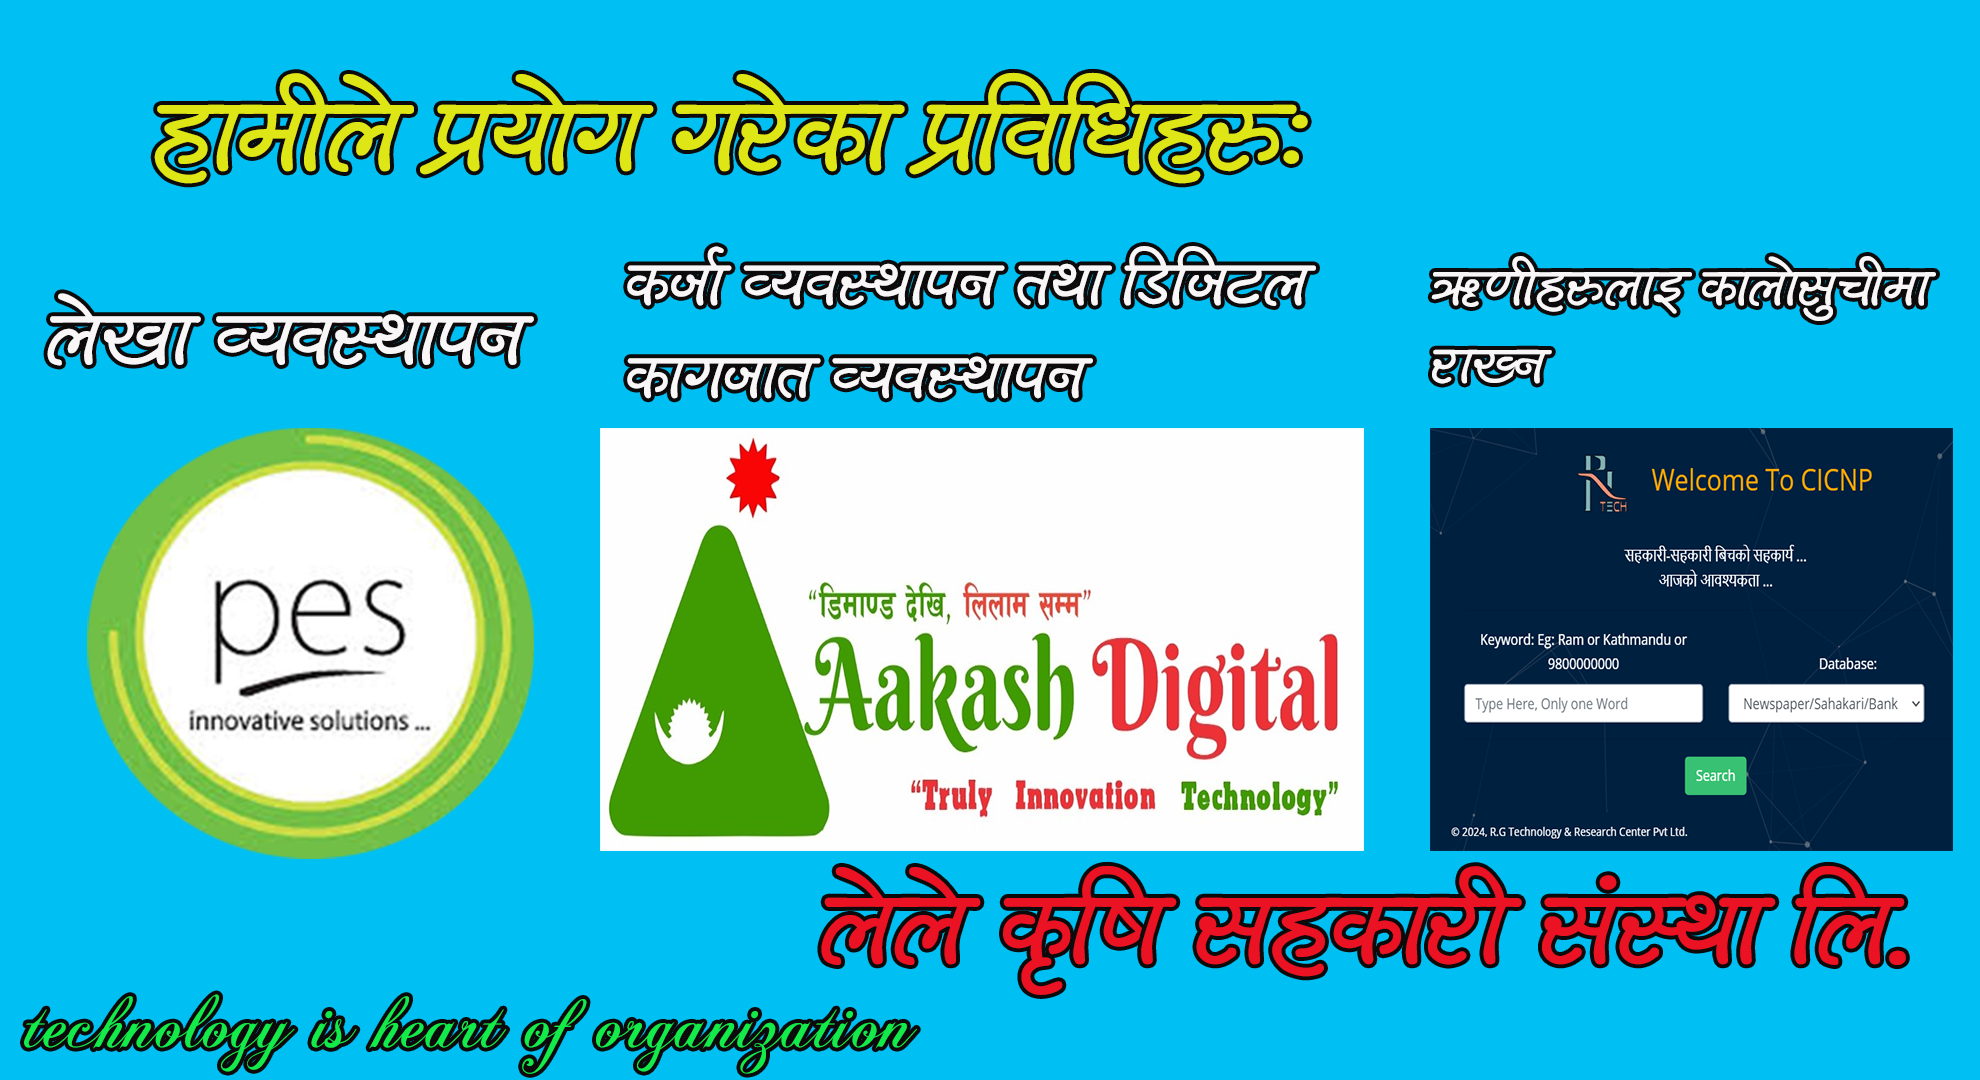 हामीले प्रयोग गरेका प्रविधिहरु:
लेखा व्यवस्थापन
कर्जा व्यवस्थापन तथा डिजिटल
कागजात व्यवस्थापन
ऋणीहरुलाइ कालोसुचीमा
राख्न
pes
innovative solutions ...
“डिमाण्ड देखि, लिलाम सम्म”
Aakash Digital
“Truly Innovation Technology”
R TECH
Welcome To CICNP
सहकारी-सहकारी बिचको सहकार्य ...
आजको आवश्यकता ...
Keyword: Eg: Ram or Kathmandu or
9800000000
Database:
Type Here, Only one Word
Newspaper/Sahakari/Bank
Search
© 2024, R.G Technology & Research Center Pvt Ltd.
लेले कृषि सहकारी संस्था लि.
technology is heart of organization